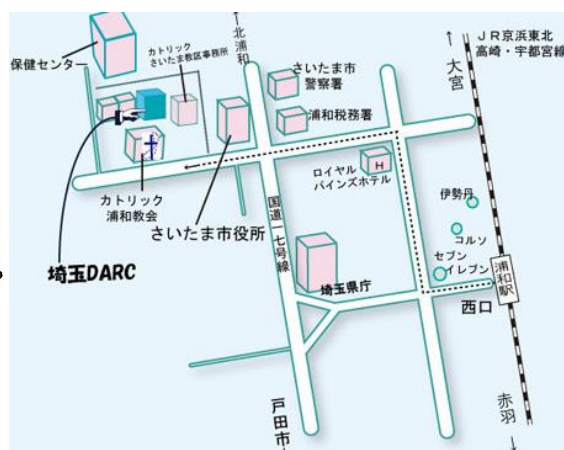 ＪＲ京浜東北
高崎・宇都宮線
←北浦和
カトリック
さいたま教区事務所
保健センター
さいたま市
警察署
浦和税務署
←大宮
ロイヤル
パインズホテル
H
伊勢丹
カトリック
浦和教会
さいたま市役所
国道一七号線
コルソ
セブン
イレブン
浦和駅
埼玉DARC
埼玉県庁
西口
戸田市
赤羽→